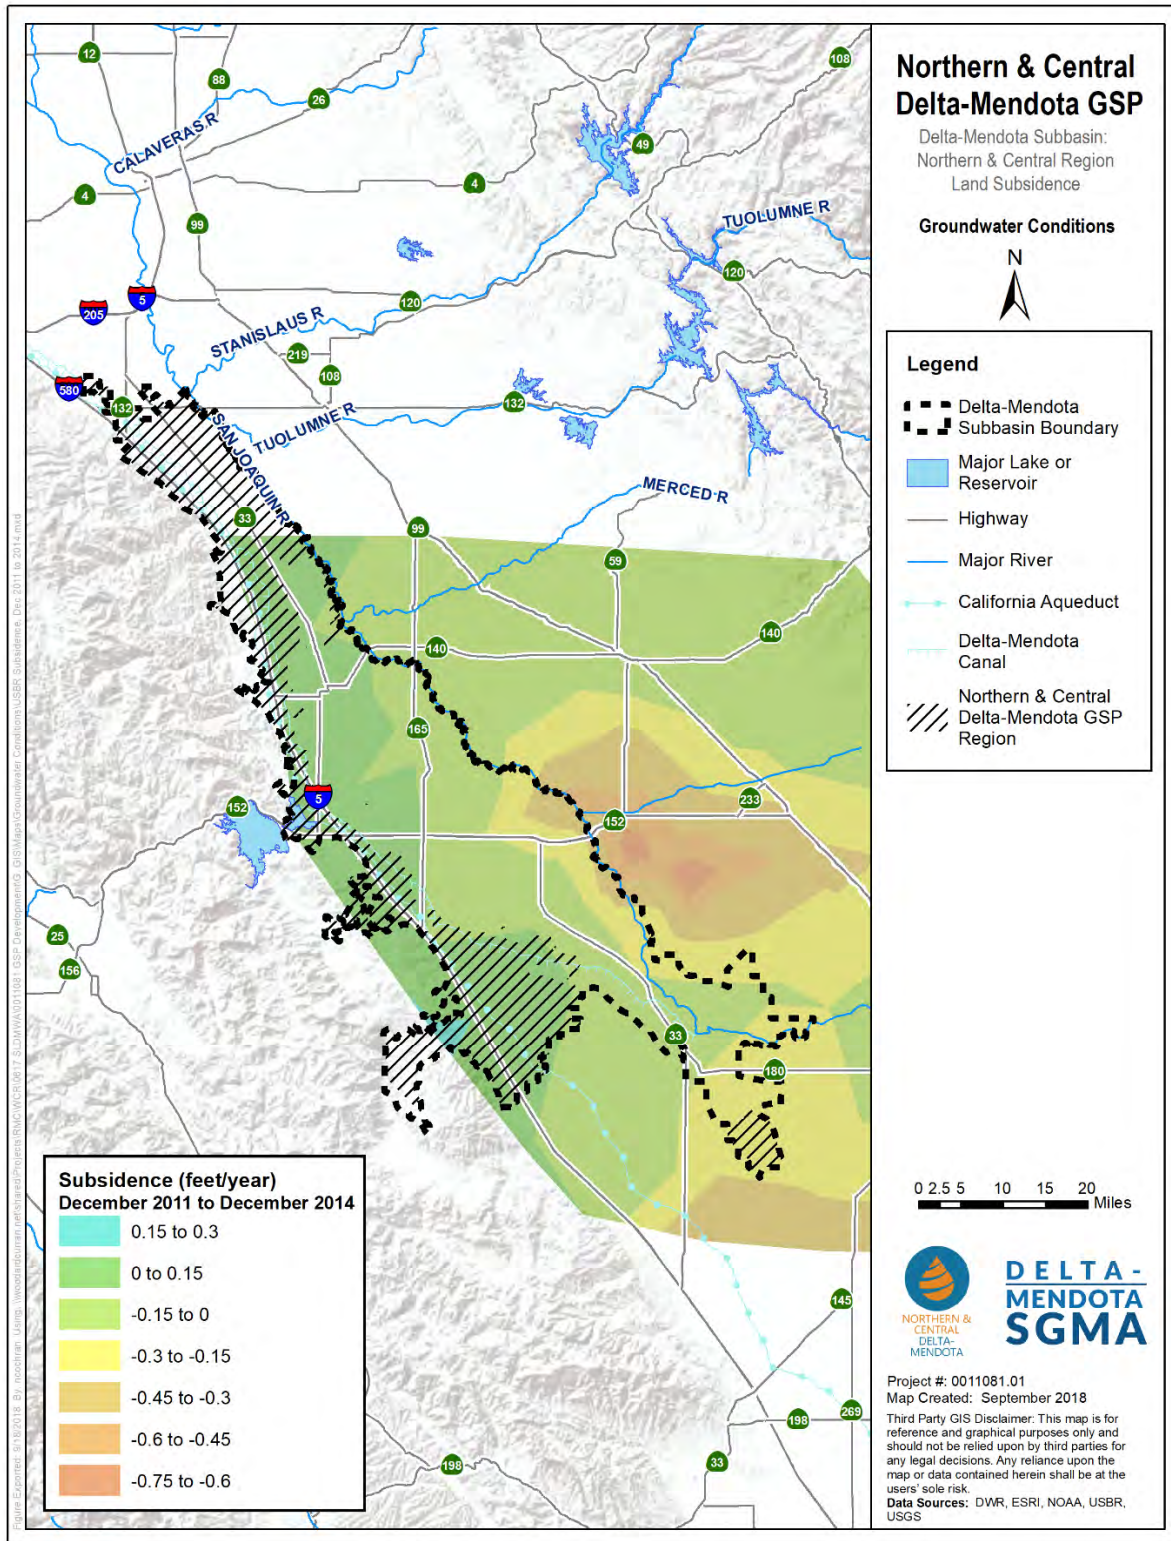 Northern & Central
Delta-Mendota GSP
Delta-Mendota Subbasin:
Northern & Central Region
Land Subsidence
Groundwater Conditions
N
Legend
Delta-Mendota
Subbasin Boundary
Major Lake or
Reservoir
Highway
Major River
California Aqueduct
Delta-Mendota
Canal
Northern & Central
Delta-Mendota GSP
Region
0 2.5 5 10 15 20
Miles
NORTHERN &
CENTRAL
DELTA-
MENDOTA
DELTA-
MENDOTA
SGMA
Project #: 0011081.01
Map Created: September 2018
Third Party GIS Disclaimer: This map is for
reference and graphical purposes only and
should not be relied upon by third parties for
any legal decisions. Any reliance upon the
map or data contained herein shall be at the
users' sole risk.
Data Sources: DWR, ESRI, NOAA, USBR,
USGS
12
88
26
108
CALAVERAS R
49
4
4
99
TUOLUMNE R
120
5
205
120
STANISLAUS R
219
108
580
132
132
TUOLUMNE R
SAN JOAQUIN R
MERCED R
33
99
59
140
140
165
5
152
233
152
25
156
33
180
145
269
198
33
198
Subsidence (feet/year)
December 2011 to December 2014
0.15 to 0.3
0 to 0.15
-0.15 to 0
-0.3 to -0.15
-0.45 to -0.3
-0.6 to -0.45
-0.75 to -0.6